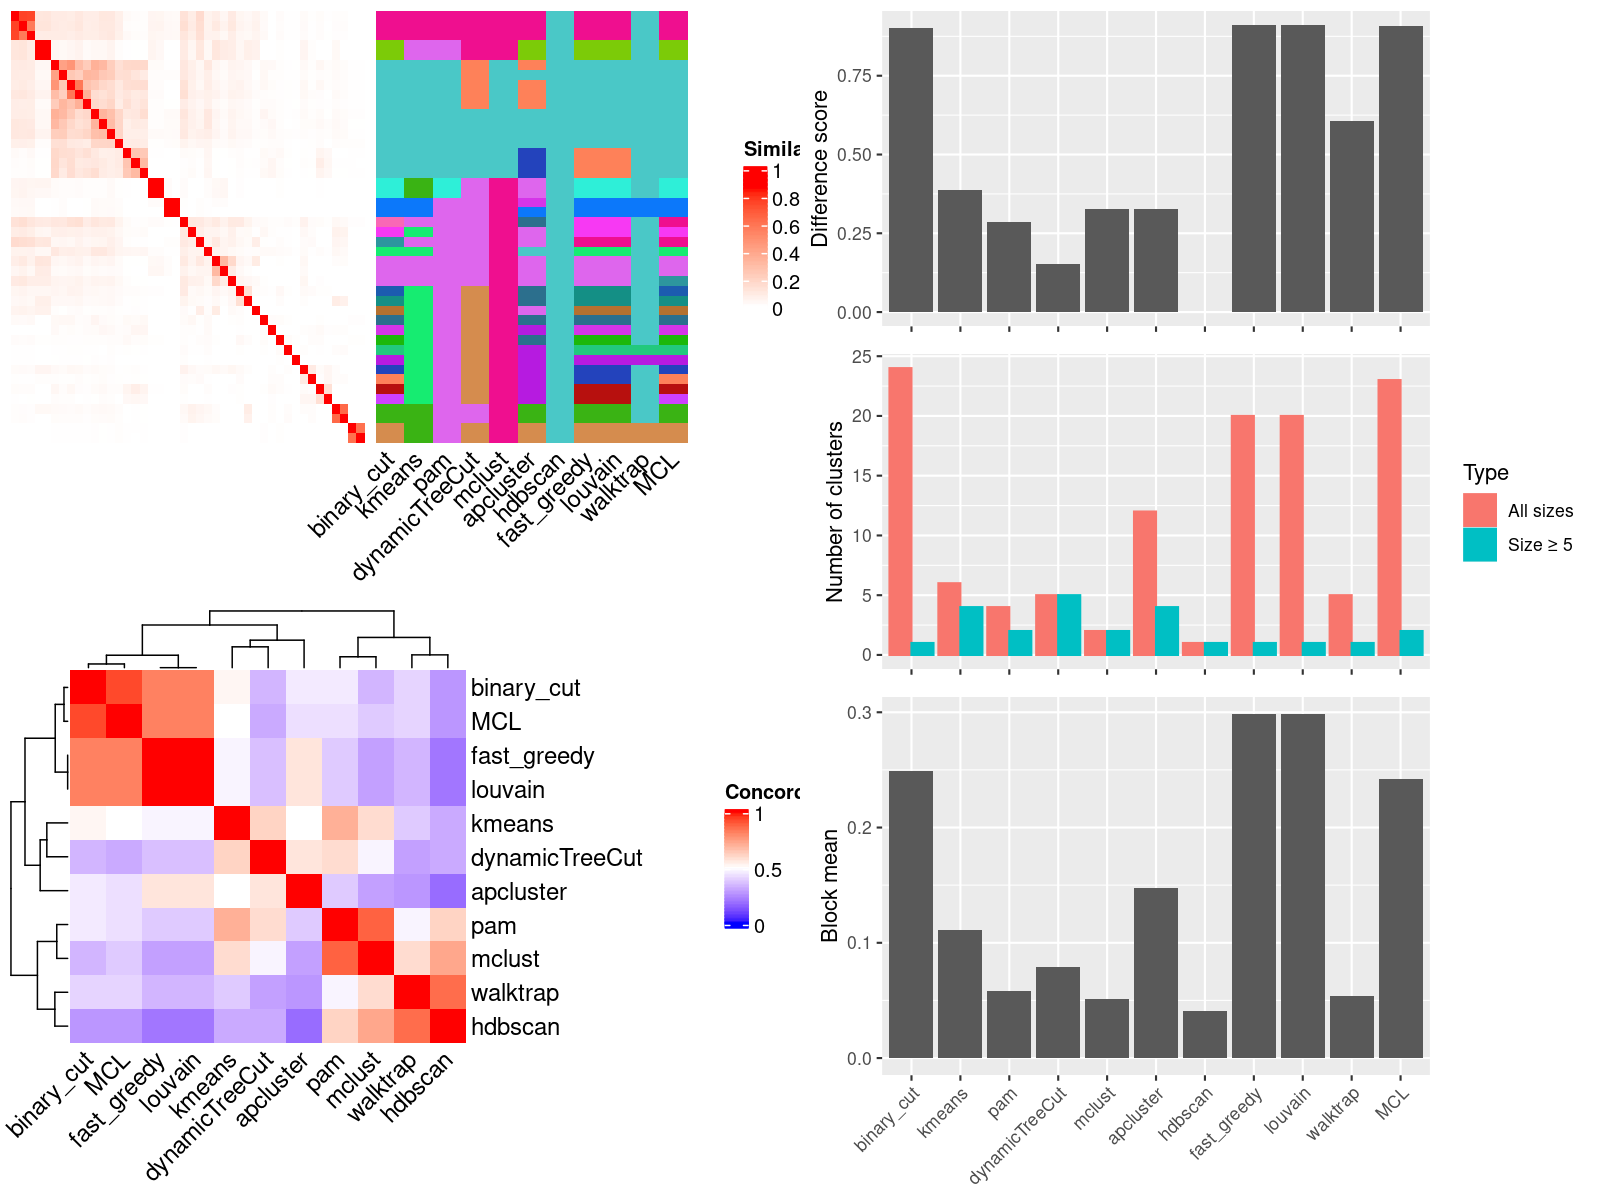 Simila
1
0.8
0.6
0.4
0.2
0
binary_cut
kmeans
pam
dynamicTreeCut
mclust
apcluster
hdbscan
fast_greedy
louvain
walktrap
MCL
Difference score
0.75
0.50
0.25
0.00
Number of clusters
25
20
15
10
5
0
Type
All sizes
Size ≥ 5
binary_cut
MCL
fast_greedy
louvain
kmeans
dynamicTreeCut
apcluster
pam
mclust
walktrap
hdbscan
binary_cut
MCL
fast_greedy
louvain
kmeans
dynamicTreeCut
apcluster
pam
mclust
walktrap
hdbscan
Concorc
1
0.5
0
Block mean
0.3
0.2
0.1
0.0
binary_cut
kmeans
pam
dynamicTreeCut
mclust
apcluster
hdbscan
fast_greedy
louvain
walktrap
MCL